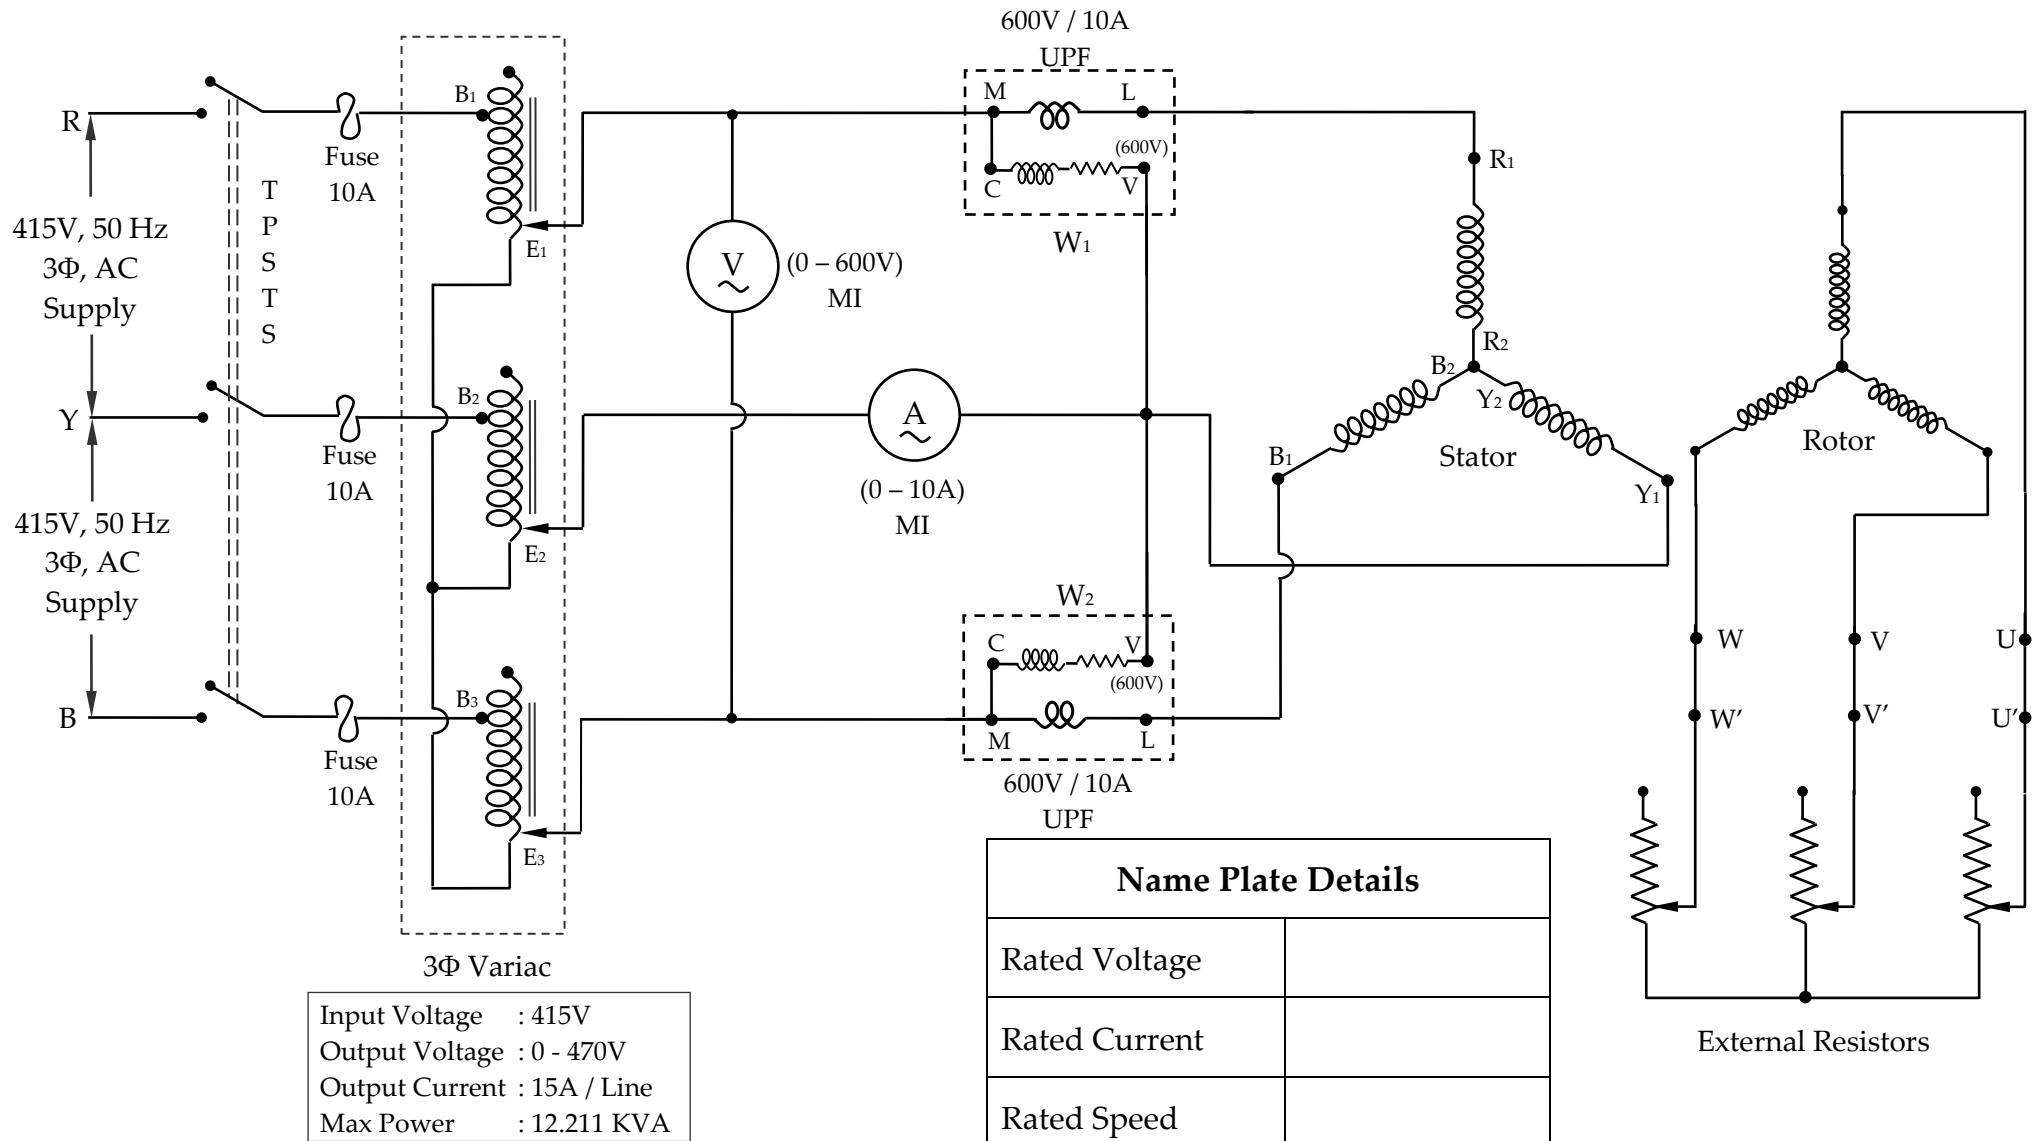 600V / 10A
UPF
M
L
(600V)
C
V
W1
R
415V, 50 Hz
3Φ, AC
Supply
Y
415V, 50 Hz
3Φ, AC
Supply
B
T
P
S
T
S
Fuse
10A
Fuse
10A
Fuse
10A
B1
E1
B2
E2
B3
E3
3Φ Variac
Input Voltage : 415V
Output Voltage : 0 - 470V
Output Current : 15A / Line
Max Power : 12.211 KVA
V
(0 – 600V)
MI
A
(0 – 10A)
MI
W2
C
V
(600V)
M
L
600V / 10A
UPF
R1
R2
B2
Y2
B1
Stator
Y1
Rotor
W
V
U
W'
V'
U'
External Resistors
Name Plate Details
Rated Voltage
Rated Current
Rated Speed